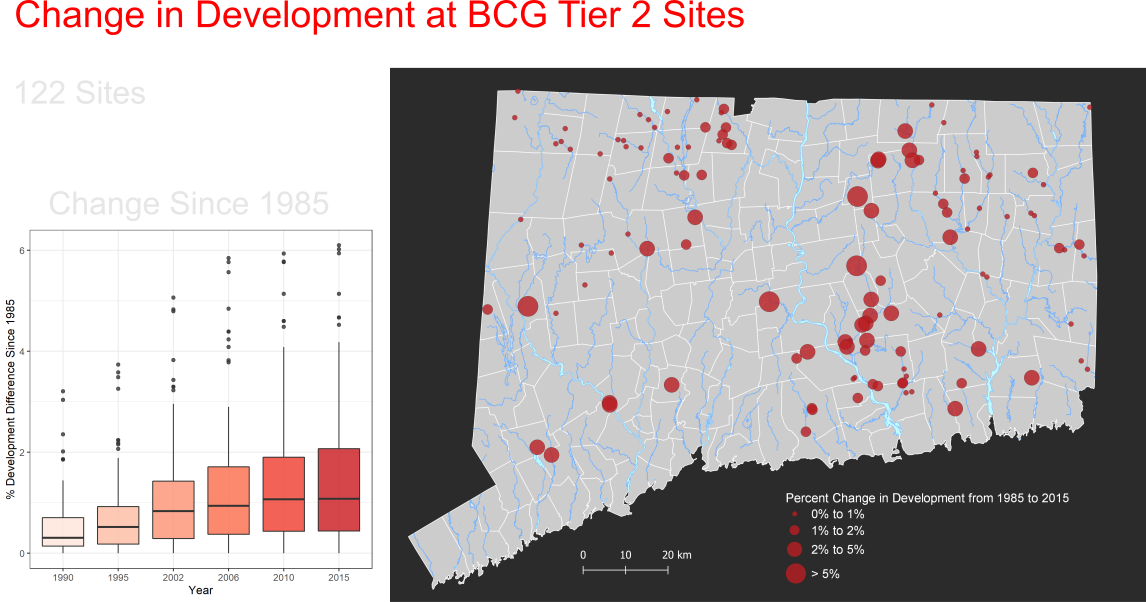 Change in Development at BCG Tier 2 Sites
122 Sites
Change Since 1985
% Development Difference Since 1985
6
4
2
0
1990 1995 2002 2006 2010 2015
Year
Percent Change in Development from 1985 to 2015
0% to 1%
1% to 2%
2% to 5%
> 5%
0 10 20 km